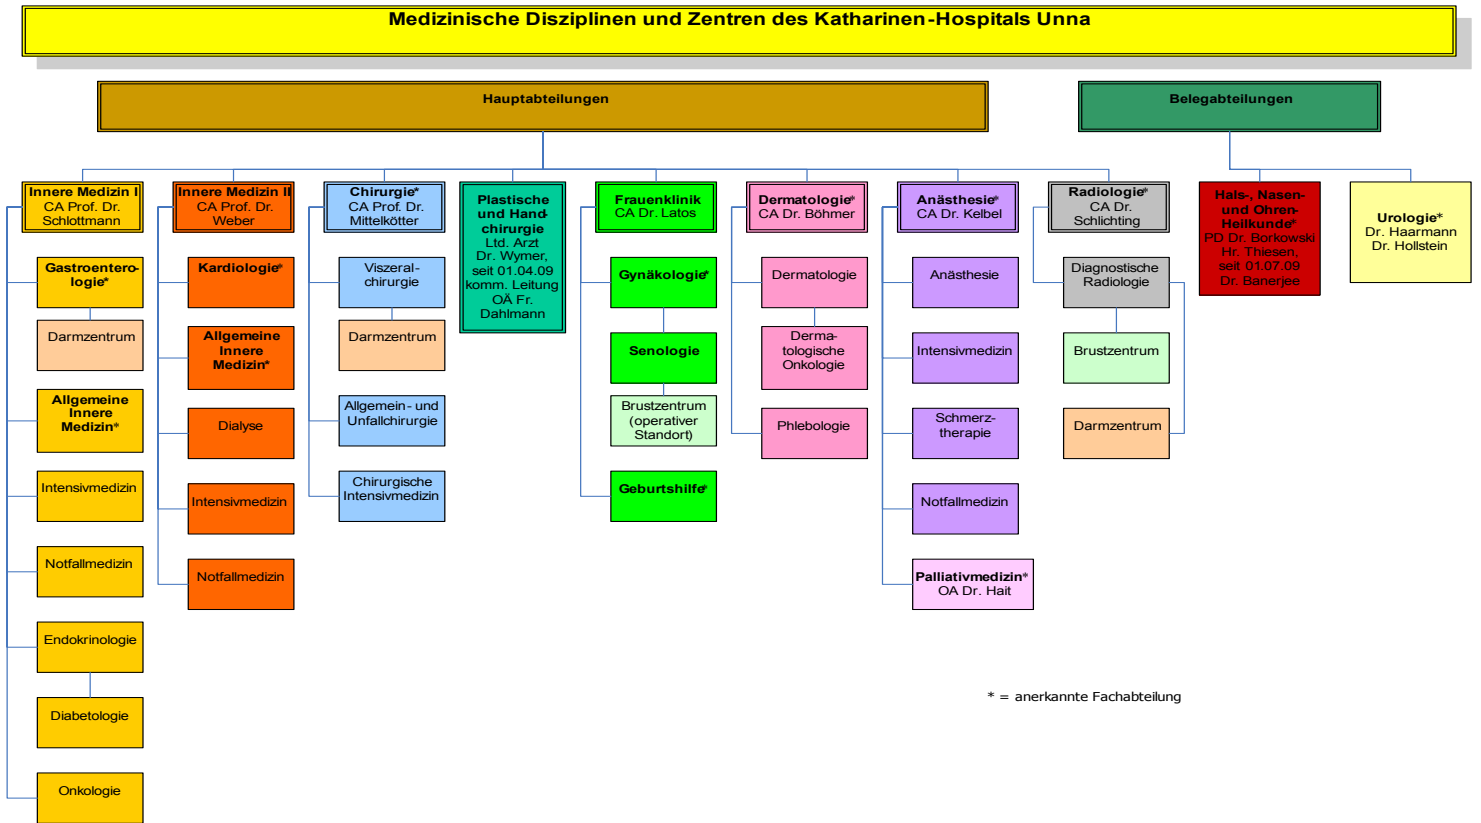 Medizinische Disziplinen und Zentren des Katharinen-Hospitals Unna
Hauptabteilungen
Belegabteilungen
Innere Medizin I
CA Prof. Dr.
Schlottmann
Gastroentero-
logie*
Darmzentrum
Allgemeine
Innere
Medizin*
Intensivmedizin
Notfallmedizin
Endokrinologie
Diabetologie
Onkologie
Innere Medizin II
CA Prof. Dr.
Weber
Kardiologie*
Allgemeine
Innere
Medizin*
Dialyse
Intensivmedizin
Notfallmedizin
Chirurgie*
CA Prof. Dr.
Mittelkötter
Viszeral-
chirurgie
Darmzentrum
Allgemein- und
Unfallchirurgie
Chirurgische
Intensivmedizin
Plastische
und Hand-
chirurgie
Ltd. Arzt
Dr. Wymer,
seit 01.04.09
komm. Leitung
OÄ Fr.
Dahlmann
Frauenklinik
CA Dr. Latos
Gynäkologie*
Senologie
Brustzentrum
(operativer
Standort)
Geburtshilfe*
Dermatologie*
CA Dr. Böhmer
Dermatologie
Derma-
tologische
Onkologie
Phlebologie
Anästhesie*
CA Dr. Kelbel
Anästhesie
Intensivmedizin
Schmerz-
therapie
Notfallmedizin
Palliativmedizin*
OA Dr. Hait
Radiologie*
CA Dr.
Schlichting
Diagnostische
Radiologie
Brustzentrum
Darmzentrum
Hals-, Nasen-
und Ohren-
Heilkunde*
PD Dr. Borkowski
Hr. Thiesen,
seit 01.07.09
Dr. Banerjee
Urologie*
Dr. Haarmann
Dr. Hollstein
* = anerkannte Fachabteilung